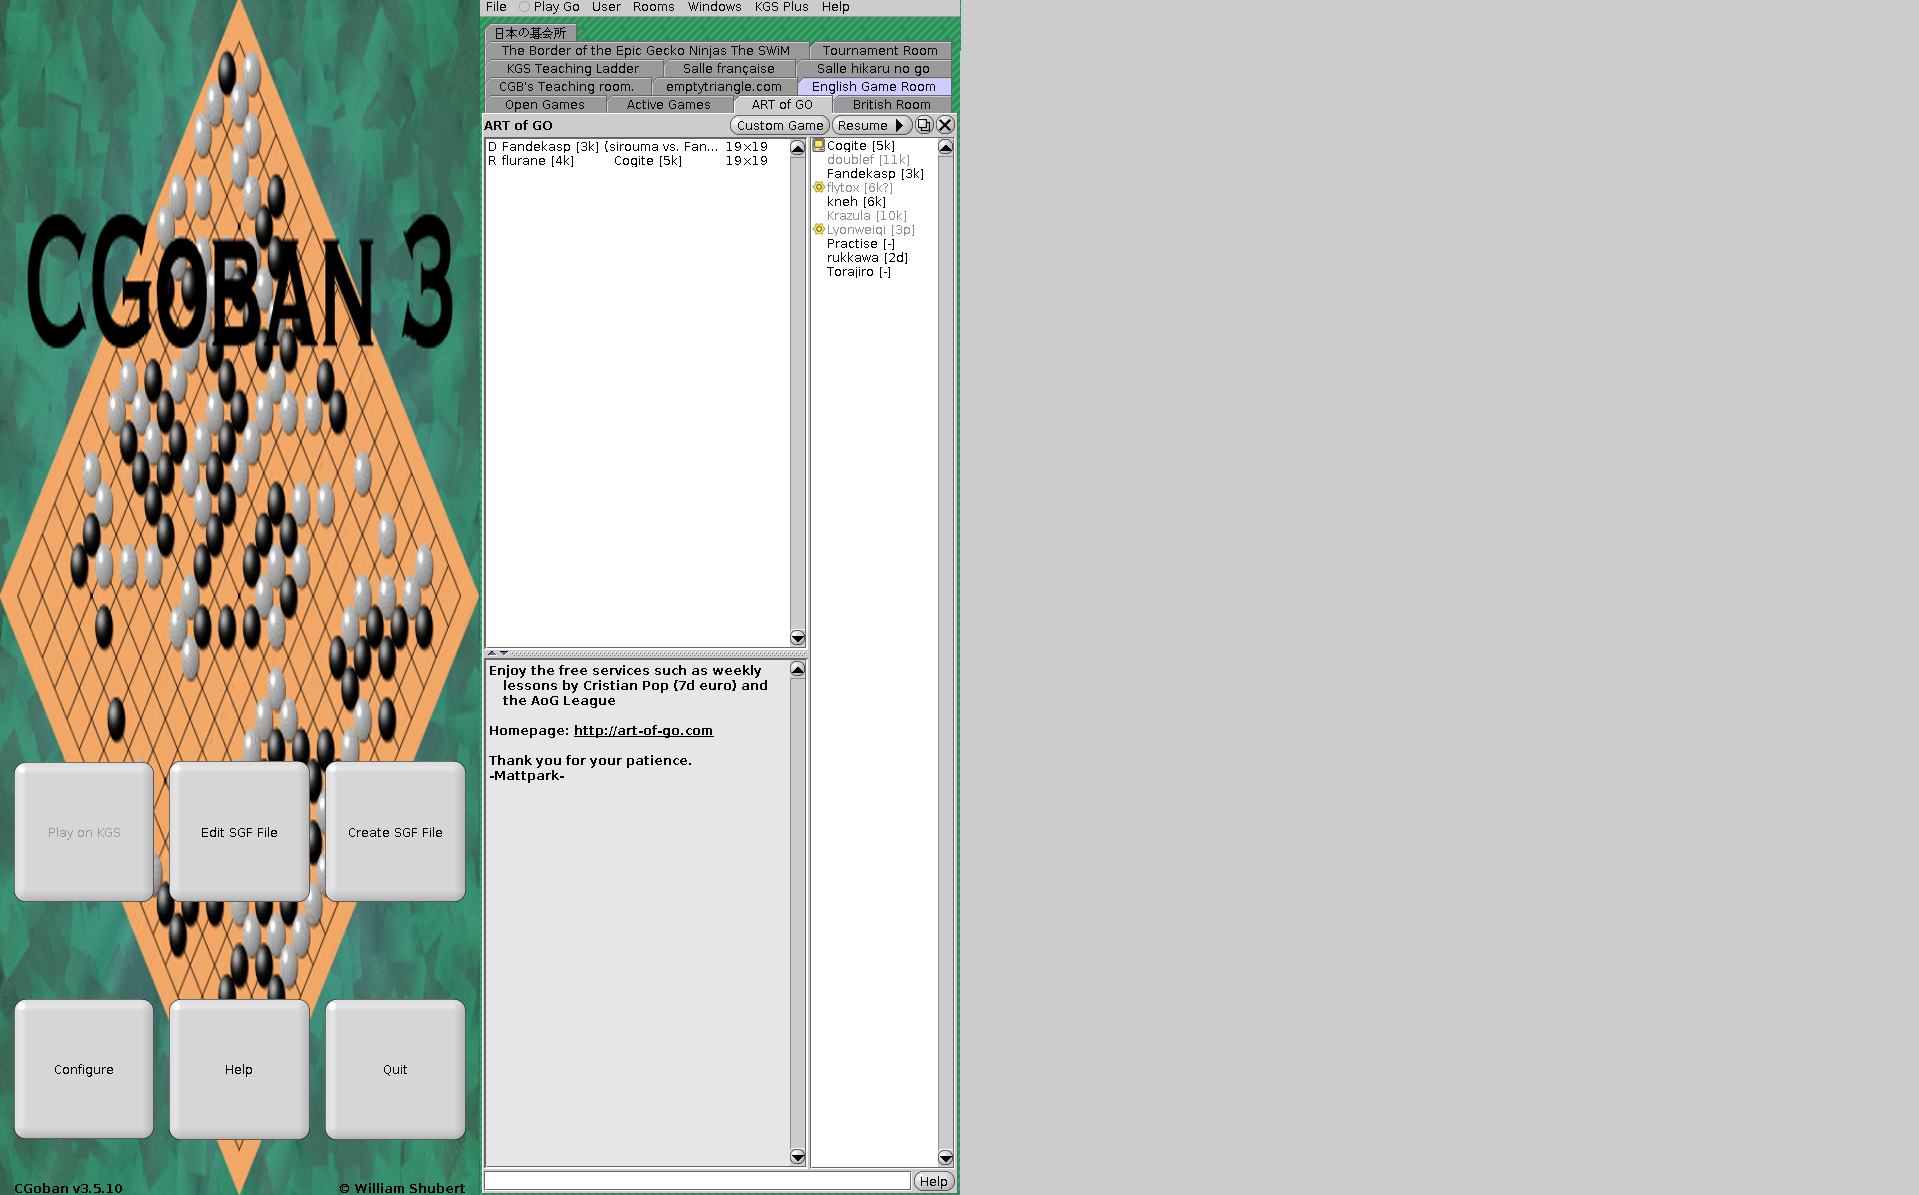 CGOBAN 3
Play on KGS
Edit SGF File
Create SGF File
Configure
Help
Quit
CGoban v3.5.10
© William Shubert
File Play Go User Rooms Windows KGS Plus Help
日本の碁会所
The Border of the Epic Gecko Ninjas The SWiM Tournament Room
KGS Teaching Ladder Salle française Salle hikaru no go
CGB's Teaching room. emptytriangle.com English Game Room
Open Games Active Games ART of GO British Room
ART of GO Custom Game Resume
D Fandekasp [3k] (sirouma vs. Fan... 19×19
R flurane [4k] Cogite [5k] 19×19
Cogite [5k]
doublef [11k]
Fandekasp [3k]
flytox [6k?]
kneh [6k]
Krazula [10k]
Lyonweiqi [3p]
Practise [-]
rukkawa [2d]
Torajiro [-]
Enjoy the free services such as weekly
lessons by Cristian Pop (7d euro) and
the AoG League
Homepage: http://art-of-go.com
Thank you for your patience.
-Mattpark-
Help